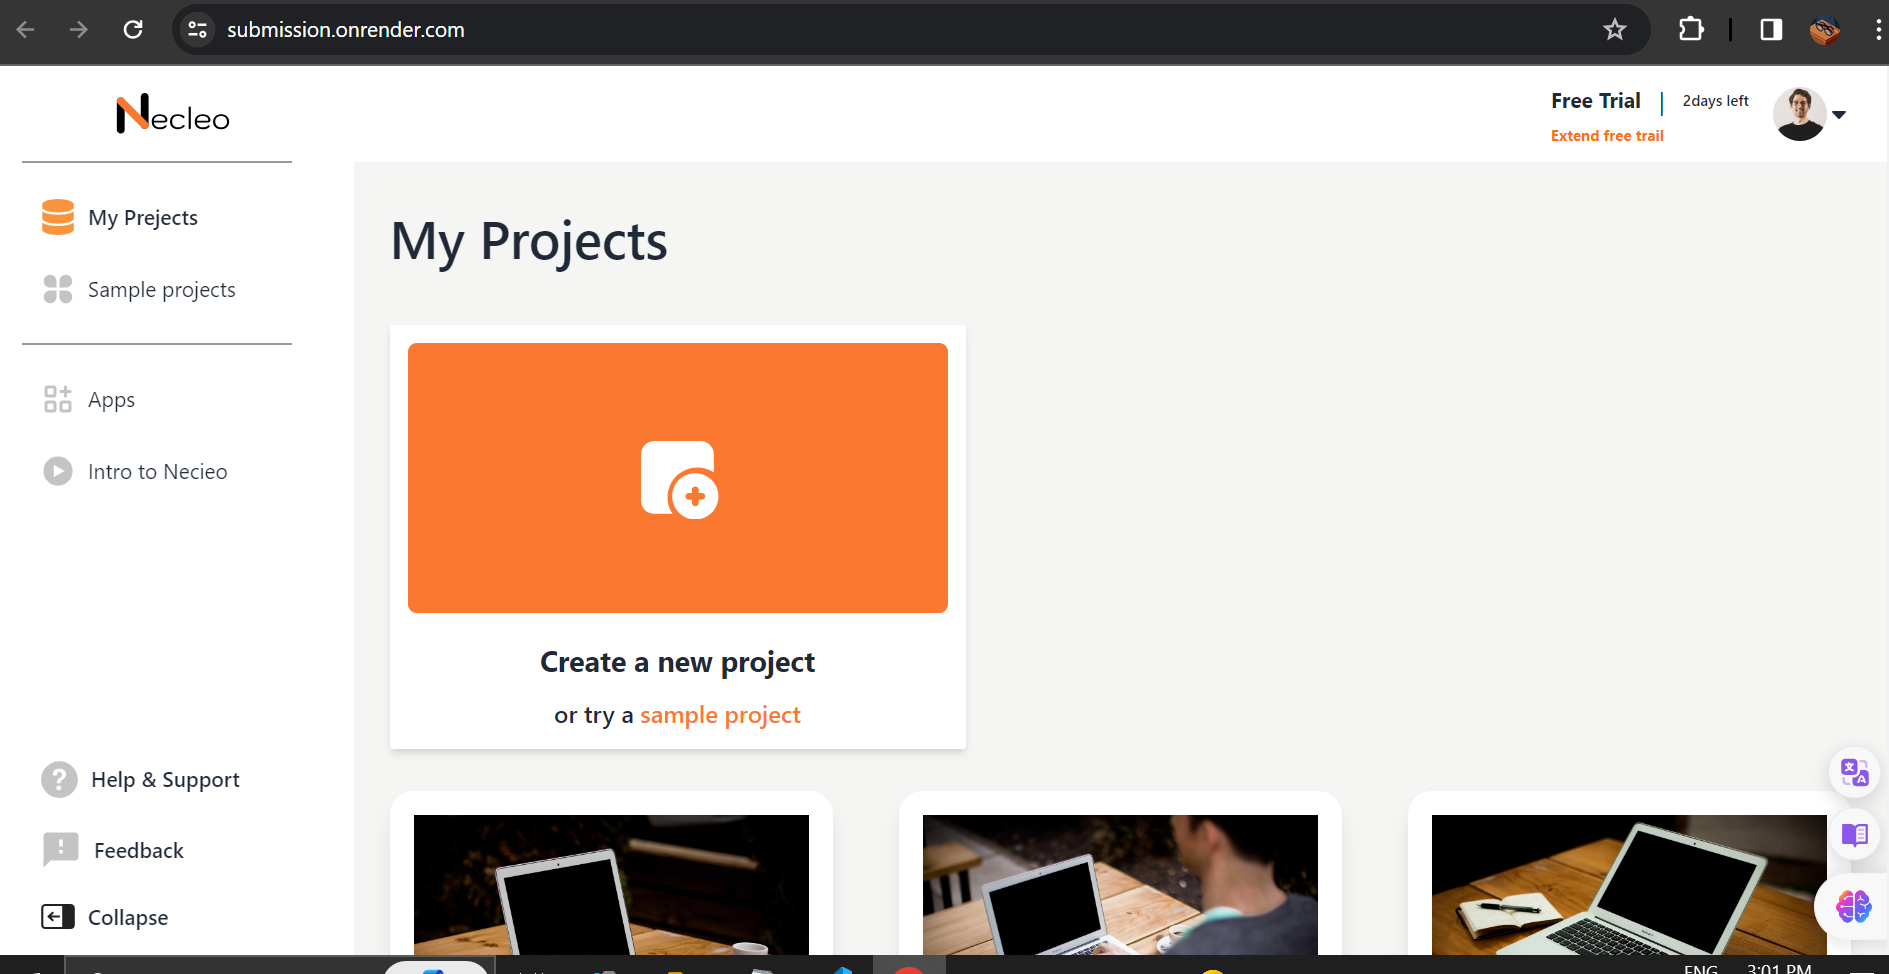 submission.onrender.com
Necleo
Free Trial
2days left
Extend free trail
My Prejects
Sample projects
Apps
Intro to Necieo
Help & Support
Feedback
Collapse
My Projects
Create a new project
or try a sample project
ENG
3:01 PM